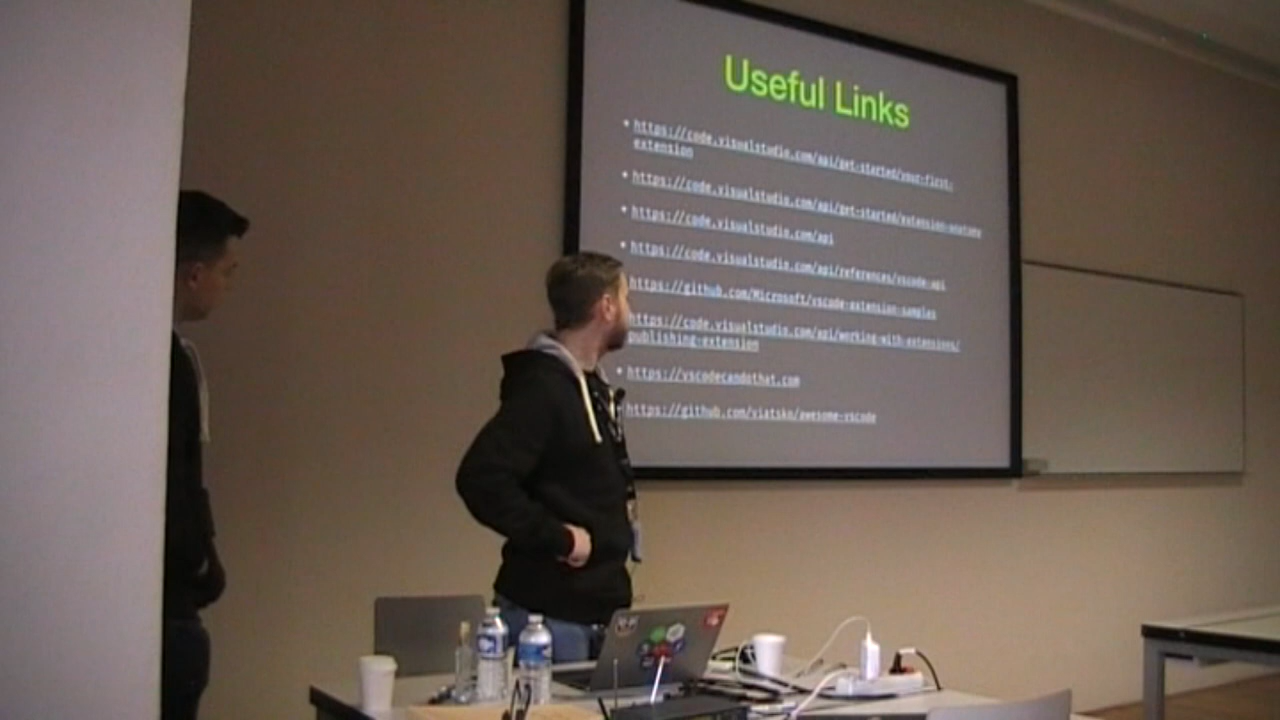 Useful Links
• https://code.visualstudio.com/api/get-started/your-first-
extension
• https://code.visualstudio.com/api/get-started/extension-anatomy
• https://code.visualstudio.com/api
• https://code.visualstudio.com/api/references/vscode-api
https://github.com/Microsoft/vscode-extension-samples
https://code.visualstudio.com/api/working-with-extensions/
publishing-extension
• https://vscodecandothat.com
https://github.com/viatsko/awesome-vscode